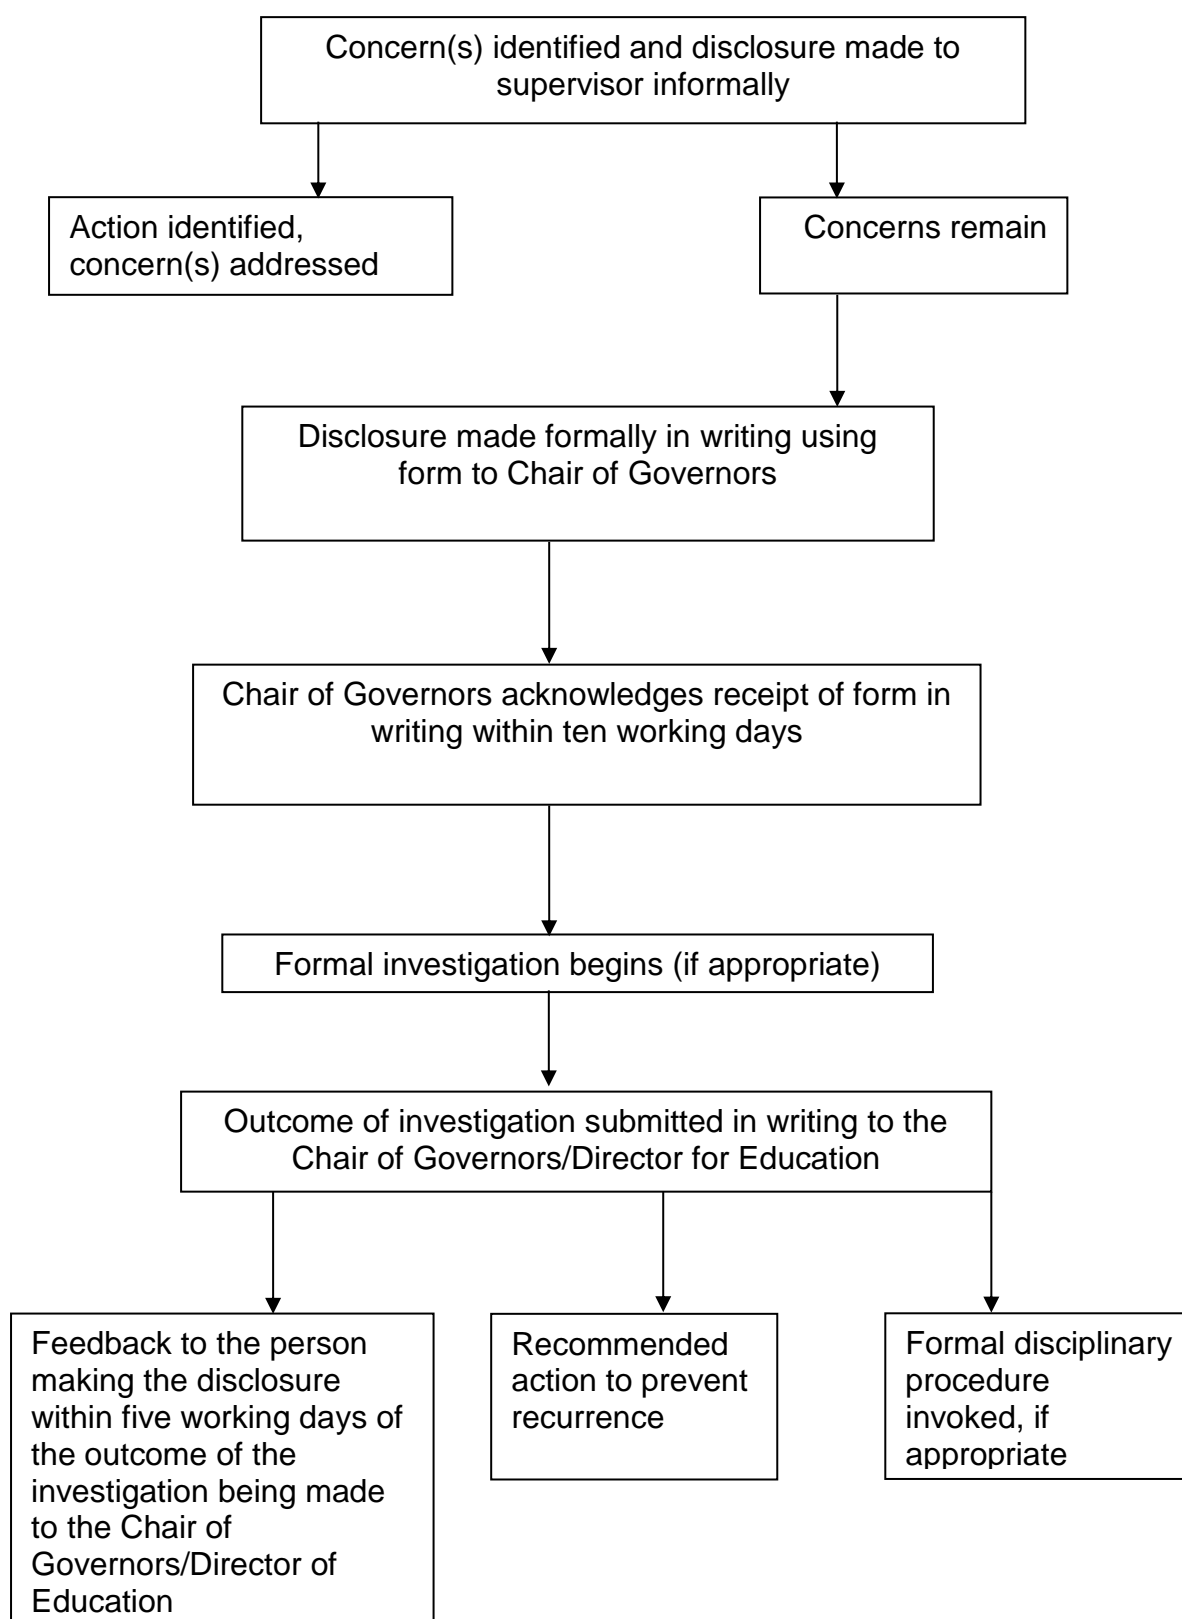 Concern(s) identified and disclosure made to
supervisor informally
Action identified,
concern(s) addressed
Concerns remain
Disclosure made formally in writing using
form to Chair of Governors
Chair of Governors acknowledges receipt of form in
writing within ten working days
Formal investigation begins (if appropriate)
Outcome of investigation submitted in writing to the
Chair of Governors/Director for Education
Feedback to the person
making the disclosure
within five working days of
the outcome of the
investigation being made
to the Chair of
Governors/Director of
Education
Recommended
action to prevent
recurrence
Formal disciplinary
procedure
invoked, if
appropriate